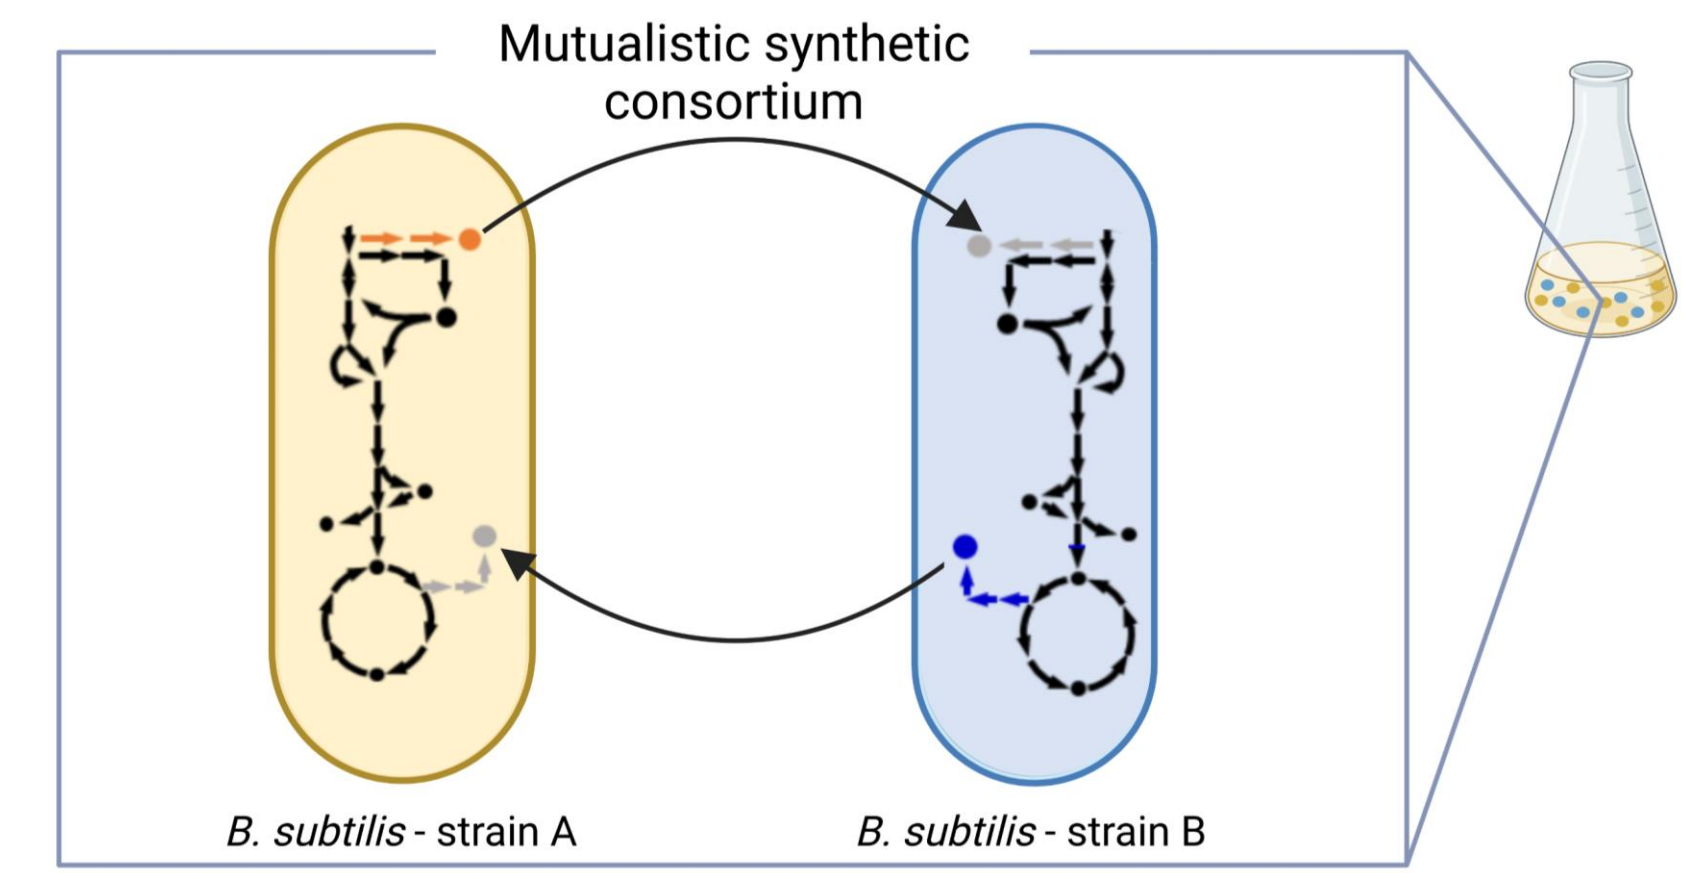 Mutualistic synthetic
consortium
B. subtilis - strain A
B. subtilis - strain B